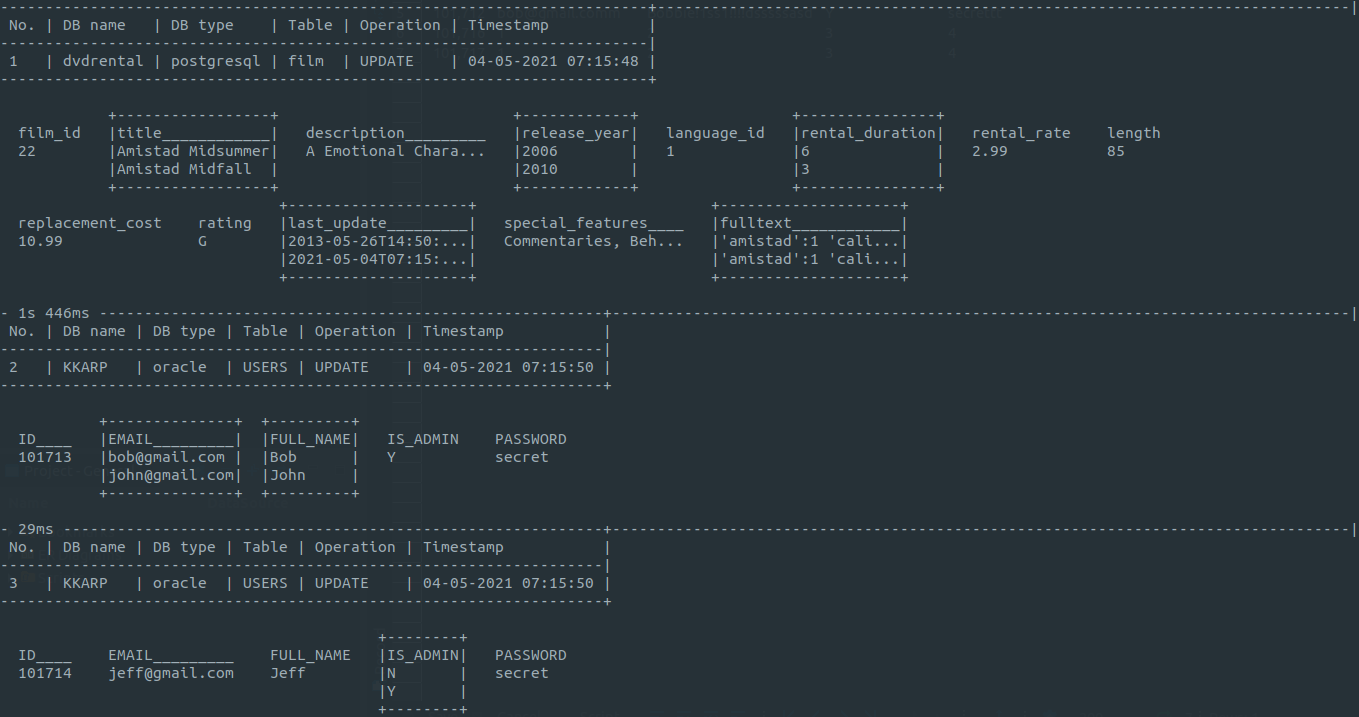 --------------------------------------------------------------------------+-----------------------------------------------------------------------------|
 No. | DB name   | DB type    | Table | Operation | Timestamp           |
------------------------------------------------------------------------|
 1   | dvdrental | postgresql | film  | UPDATE    | 04-05-2021 07:15:48 |
------------------------------------------------------------------------+
            +-----------------+                          +------------+                 +---------------+
  film_id   |title____________|   description_________   |release_year|   language_id   |rental_duration|   rental_rate    length
  22        |Amistad Midsummer|   A Emotional Chara...   |2006        |   1             |6              |   2.99           85
            |Amistad Midfall  |                          |2010        |                 |3              |
            +-----------------+                          +------------+                 +---------------+
                               +--------------------+                          +--------------------+
  replacement_cost    rating   |last_update_________|   special_features____   |fulltext____________|
  10.99               G        |2013-05-26T14:50:...|   Commentaries, Beh...   |'amistad':1 'cali...|
                               |2021-05-04T07:15:...|                          |'amistad':1 'cali...|
                               +--------------------+                          +--------------------+
- 1s 446ms --------------------------------------------------------+----------------------------------------------------------------------------------|
 No. | DB name | DB type | Table | Operation | Timestamp           |
-------------------------------------------------------------------|
 2   | KKARP   | oracle  | USERS | UPDATE    | 04-05-2021 07:15:50 |
-------------------------------------------------------------------+
           +--------------+  +---------+
  ID____   |EMAIL_________|  |FULL_NAME|   IS_ADMIN    PASSWORD
  101713   |bob@gmail.com |  |Bob      |   Y           secret
           |john@gmail.com|  |John     |
           +--------------+  +---------+
- 29ms ------------------------------------------------------------+----------------------------------------------------------------------------------|
 No. | DB name | DB type | Table | Operation | Timestamp           |
-------------------------------------------------------------------|
 3   | KKARP   | oracle  | USERS | UPDATE    | 04-05-2021 07:15:50 |
-------------------------------------------------------------------+
                                          +--------+
  ID____    EMAIL_________    FULL_NAME   |IS_ADMIN|   PASSWORD
  101714    jeff@gmail.com    Jeff        |N       |   secret
                                          |Y       |
                                          +--------+